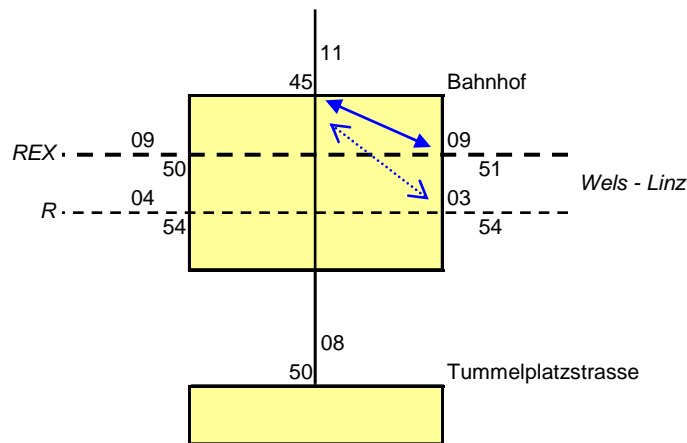 11
45 Bahnhof
REX 09 09
50 51
Wels - Linz
R 04 03
54 54
08
50 Tummelplatzstrasse